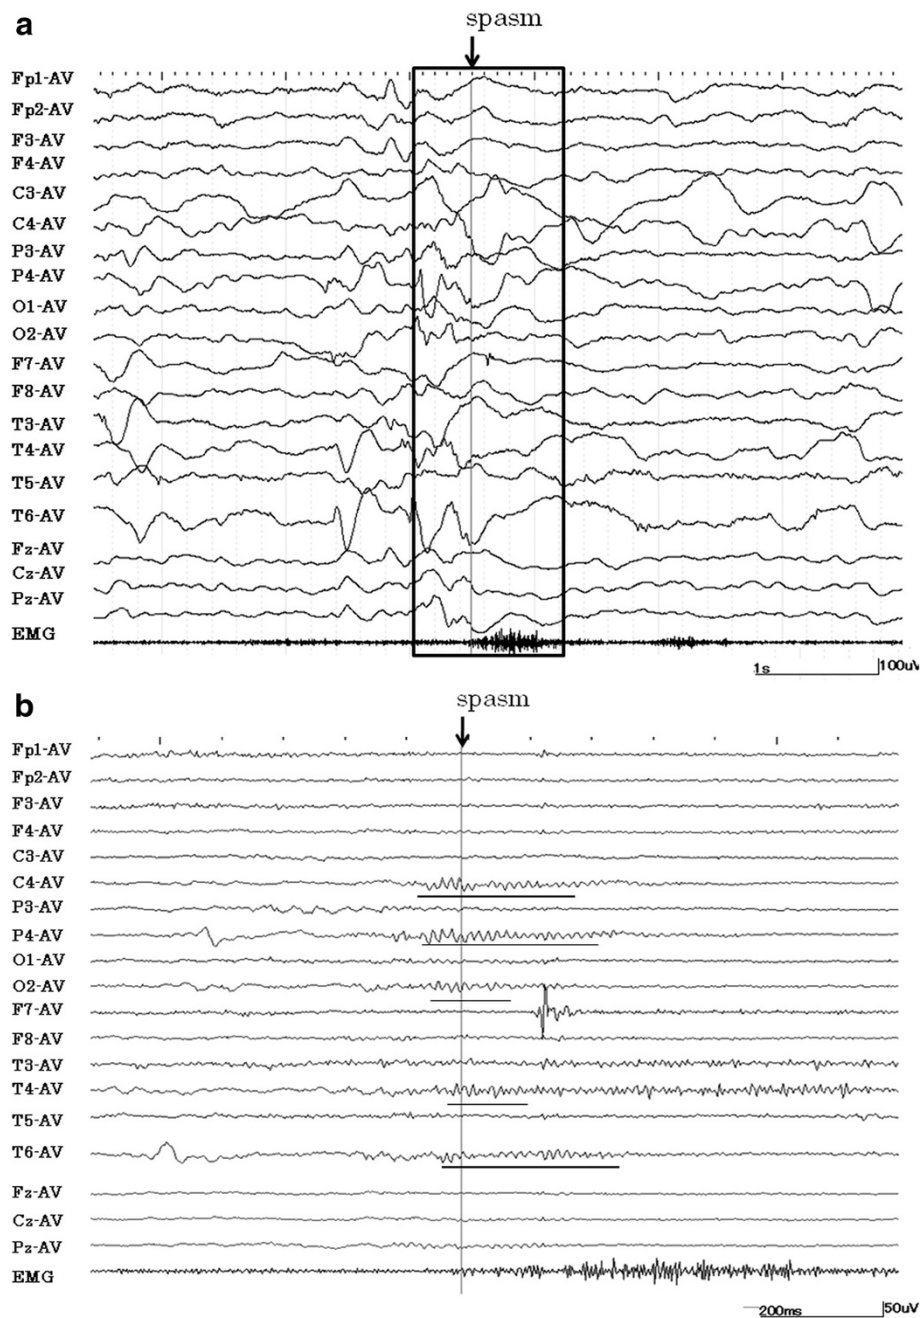 a
spasm
Fp1-AV
Fp2-AV
F3-AV
F4-AV
C3-AV
C4-AV
P3-AV
P4-AV
O1-AV
O2-AV
F7-AV
F8-AV
T3-AV
T4-AV
T5-AV
T6-AV
Fz-AV
Cz-AV
Pz-AV
EMG
1s
100uV
b
spasm
Fp1-AV
Fp2-AV
F3-AV
F4-AV
C3-AV
C4-AV
P3-AV
P4-AV
O1-AV
O2-AV
F7-AV
F8-AV
T3-AV
T4-AV
T5-AV
T6-AV
Fz-AV
Cz-AV
Pz-AV
EMG
200ms
50uV